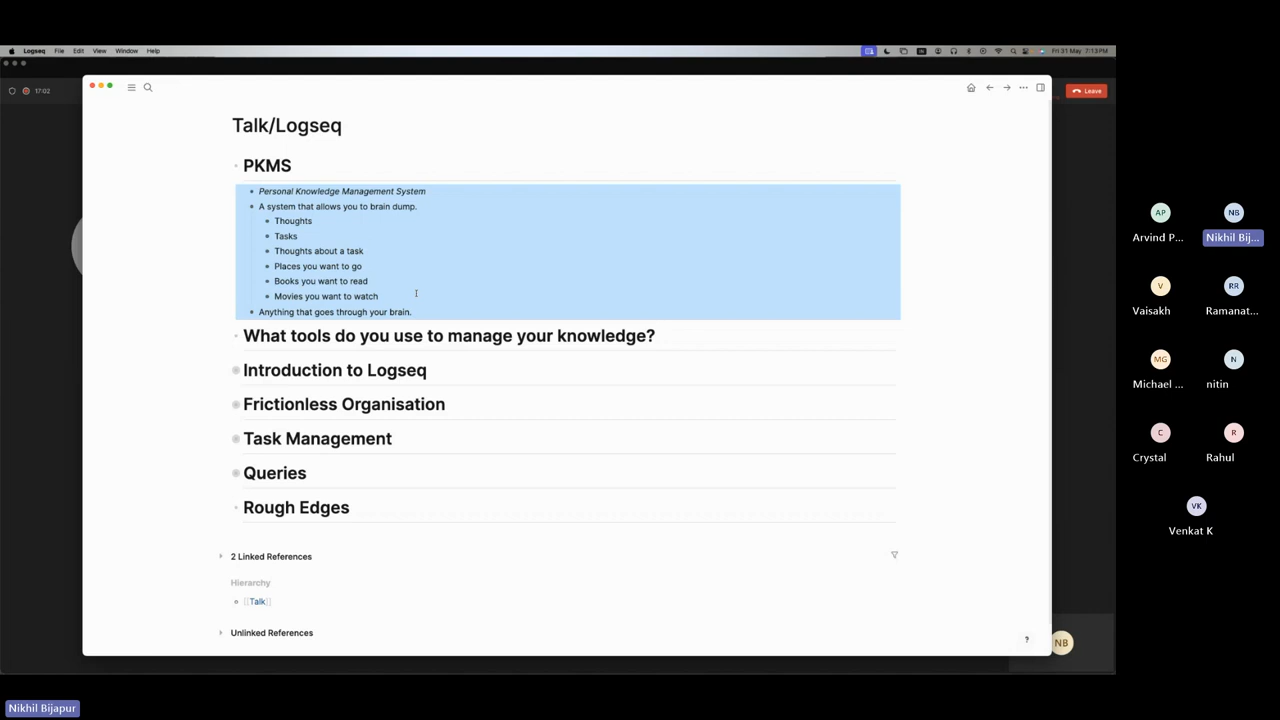 Logseq File Edit View Window Help
Fri 31 May 7:13 PM
17:02
Leave
Talk/Logseq
PKMS
Personal Knowledge Management System
A system that allows you to brain dump.
Thoughts
Tasks
Thoughts about a task
Places you want to go
Books you want to read
Movies you want to watch
Anything that goes through your brain.
What tools do you use to manage your knowledge?
Introduction to Logseq
Frictionless Organisation
Task Management
Queries
Rough Edges
2 Linked References
Hierarchy
[[Talk]]
Unlinked References
?
NB
AP NB
Arvind P... Nikhil Bij...
V RR
Vaisakh Ramanat...
MG N
Michael ... nitin
C R
Crystal Rahul
VK
Venkat K
Nikhil Bijapur